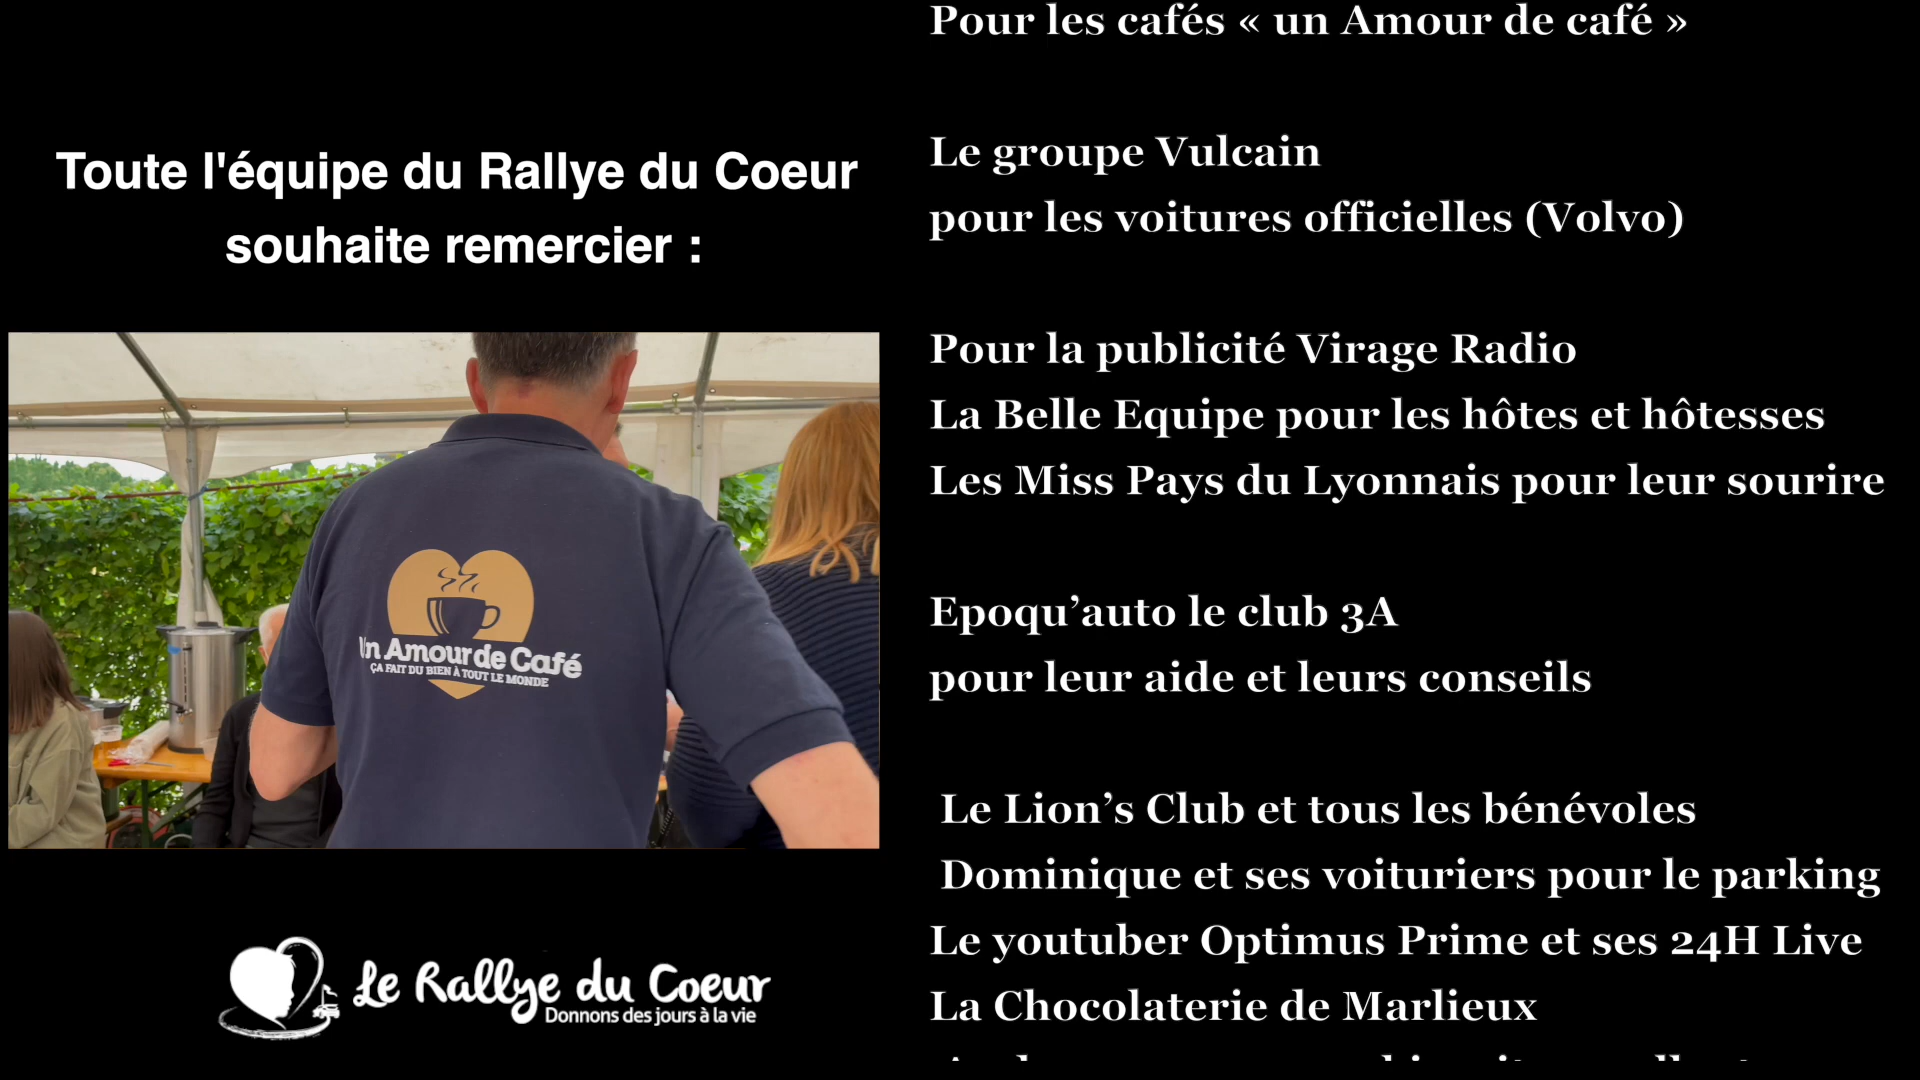 Toute l'équipe du Rallye du Coeur
souhaite remercier :
Un Amour de Café
ÇA FAIT DU BIEN À TOUT LE MONDE
Le Rallye du Coeur
Donnons des jours à la vie
Pour les cafés « un Amour de café »
Le groupe Vulcain
pour les voitures officielles (Volvo)
Pour la publicité Virage Radio
La Belle Equipe pour les hôtes et hôtesses
Les Miss Pays du Lyonnais pour leur sourire
Epoqu’auto le club 3A
pour leur aide et leurs conseils
Le Lion’s Club et tous les bénévoles
Dominique et ses voituriers pour le parking
Le youtuber Optimus Prime et ses 24H Live
La Chocolaterie de Marlieux